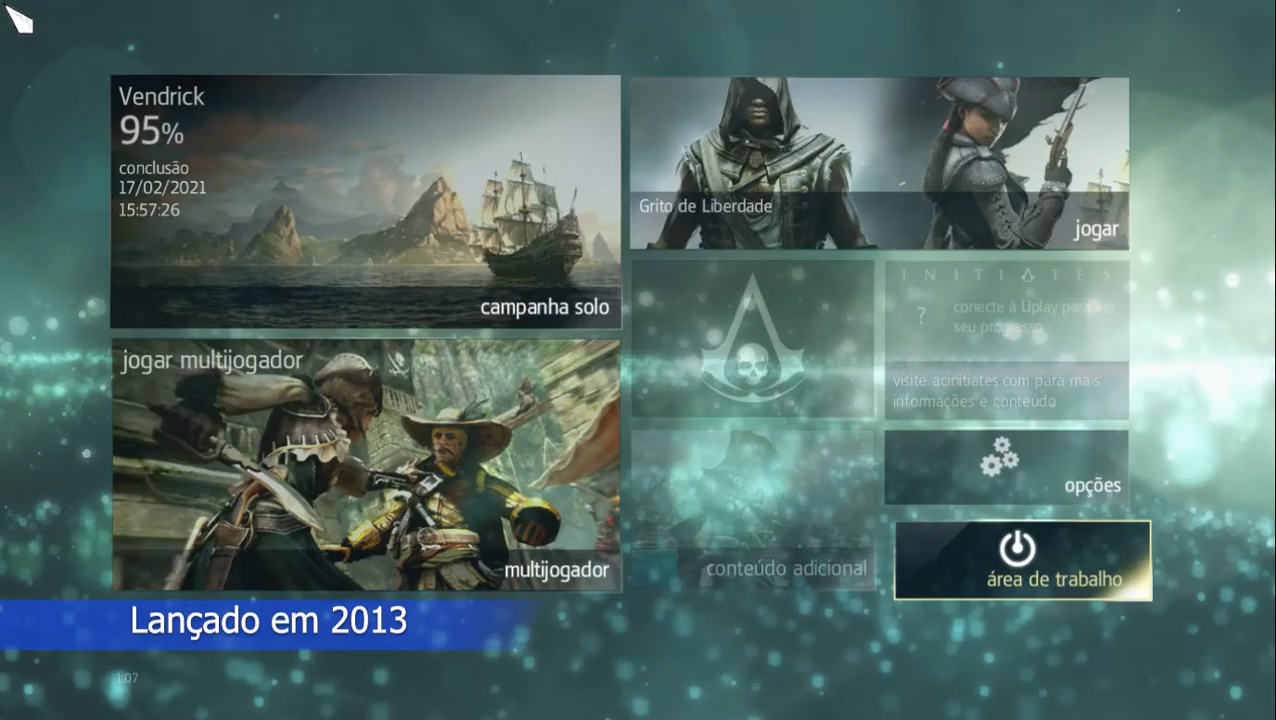 Vendrick
95%
conclusão
17/02/2021
15:57:26
campanha solo
Grito de Liberdade
jogar
INITIATES
?
conecte à Uplay para ver
seu progresso
visite acinitiates.com para mais
informações e conteúdo
jogar multijogador
multijogador
conteúdo adicional
opções
área de trabalho
Lançado em 2013
1.07